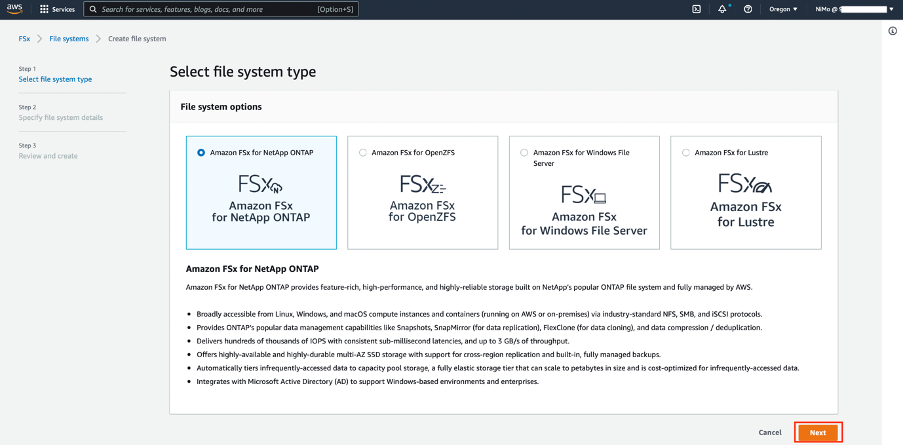 aws
Services
Search for services, features, blogs, docs, and more
[Option+S]
Oregon
NiMo @
FSx
File systems
Create file system
Step 1
Select file system type
Step 2
Specify file system details
Step 3
Review and create
Select file system type
File system options
Amazon FSx for NetApp ONTAP
FSx N
Amazon FSx
for NetApp ONTAP
Amazon FSx for OpenZFS
FSx Z
Amazon FSx
for OpenZFS
Amazon FSx for Windows File
Server
FSx
Amazon FSx
for Windows File Server
Amazon FSx for Lustre
FSx
Amazon FSx
for Lustre
Amazon FSx for NetApp ONTAP
Amazon FSx for NetApp ONTAP provides feature-rich, high-performance, and highly-reliable storage built on NetApp's popular ONTAP file system and fully managed by AWS.
Broadly accessible from Linux, Windows, and macOS compute instances and containers (running on AWS or on-premises) via industry-standard NFS, SMB, and iSCSI protocols.
Provides ONTAP's popular data management capabilities like Snapshots, SnapMirror (for data replication), FlexClone (for data cloning), and data compression / deduplication.
Delivers hundreds of thousands of IOPS with consistent sub-millisecond latencies, and up to 3 GB/s of throughput.
Offers highly-available and highly-durable multi-AZ SSD storage with support for cross-region replication and built-in, fully managed backups.
Automatically tiers infrequently-accessed data to capacity pool storage, a fully elastic storage tier that can scale to petabytes in size and is cost-optimized for infrequently-accessed data.
Integrates with Microsoft Active Directory (AD) to support Windows-based environments and enterprises.
Cancel
Next